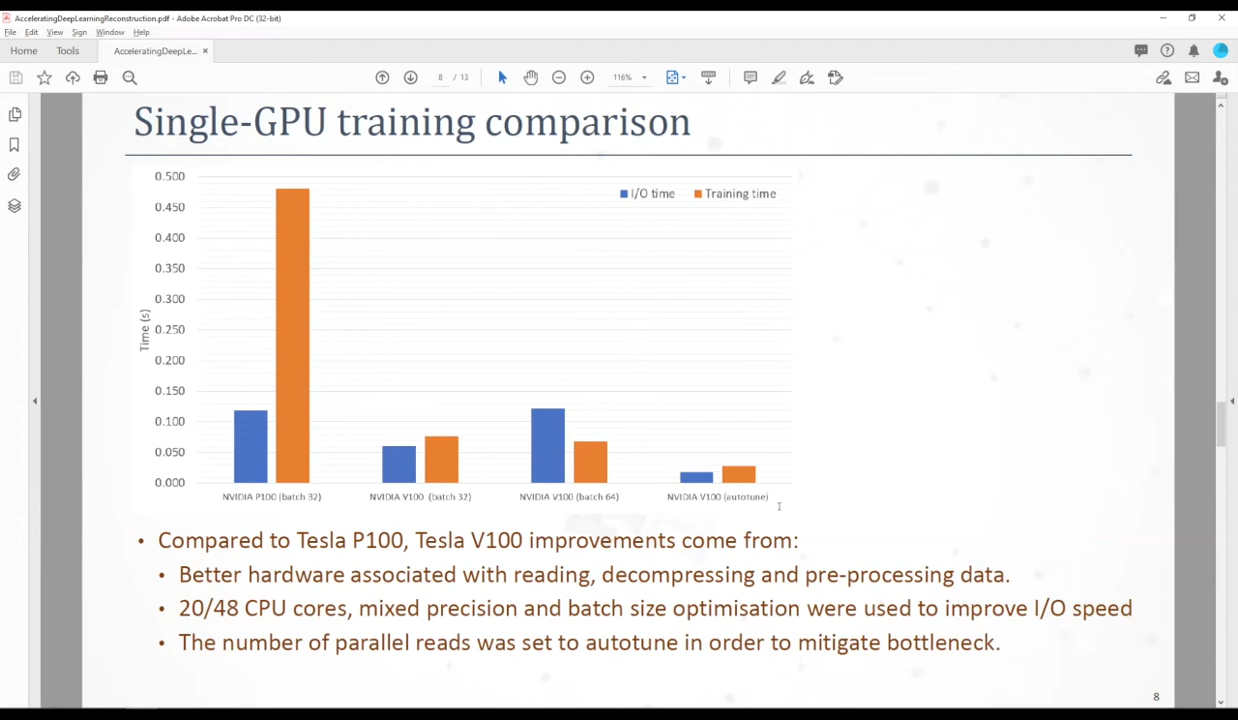 AcceleratingDeepLearningReconstruction.pdf - Adobe Acrobat Pro DC (32-bit)
File Edit View Sign Window Help
Home Tools AcceleratingDeepLe... ×
8 / 13 116%
Single-GPU training comparison
I/O time Training time
0.500
0.450
0.400
0.350
0.300
0.250
0.200
0.150
0.100
0.050
0.000
Time (s)
NVIDIA P100 (batch 32) NVIDIA V100 (batch 32) NVIDIA V100 (batch 64) NVIDIA V100 (autotune)
• Compared to Tesla P100, Tesla V100 improvements come from:
• Better hardware associated with reading, decompressing and pre-processing data.
• 20/48 CPU cores, mixed precision and batch size optimisation were used to improve I/O speed
• The number of parallel reads was set to autotune in order to mitigate bottleneck.
8